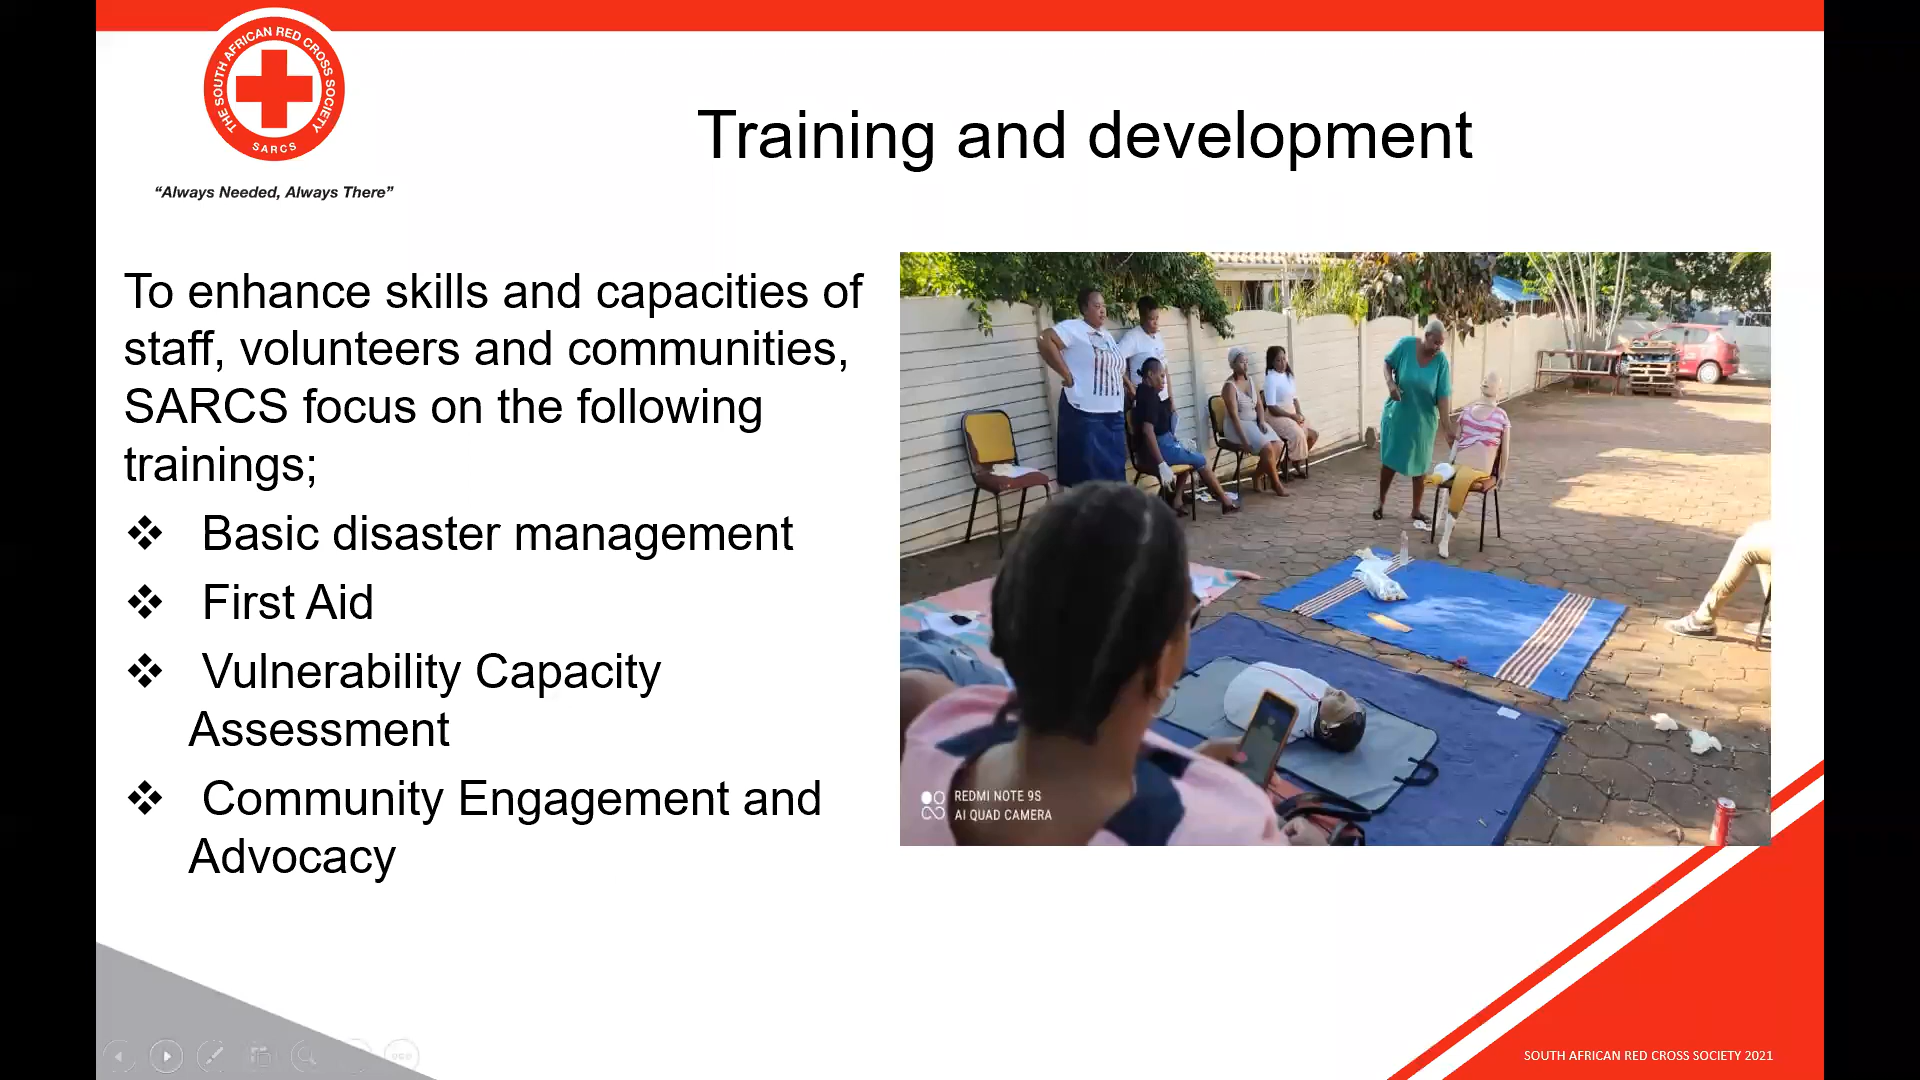 THE SOUTH AFRICAN RED CROSS SOCIETY
SARCS
“Always Needed, Always There”
Training and development
To enhance skills and capacities of
staff, volunteers and communities,
SARCS focus on the following
trainings;
❖ Basic disaster management
❖ First Aid
❖ Vulnerability Capacity
Assessment
❖ Community Engagement and
Advocacy
REDMI NOTE 9S
AI QUAD CAMERA
SOUTH AFRICAN RED CROSS SOCIETY 2021